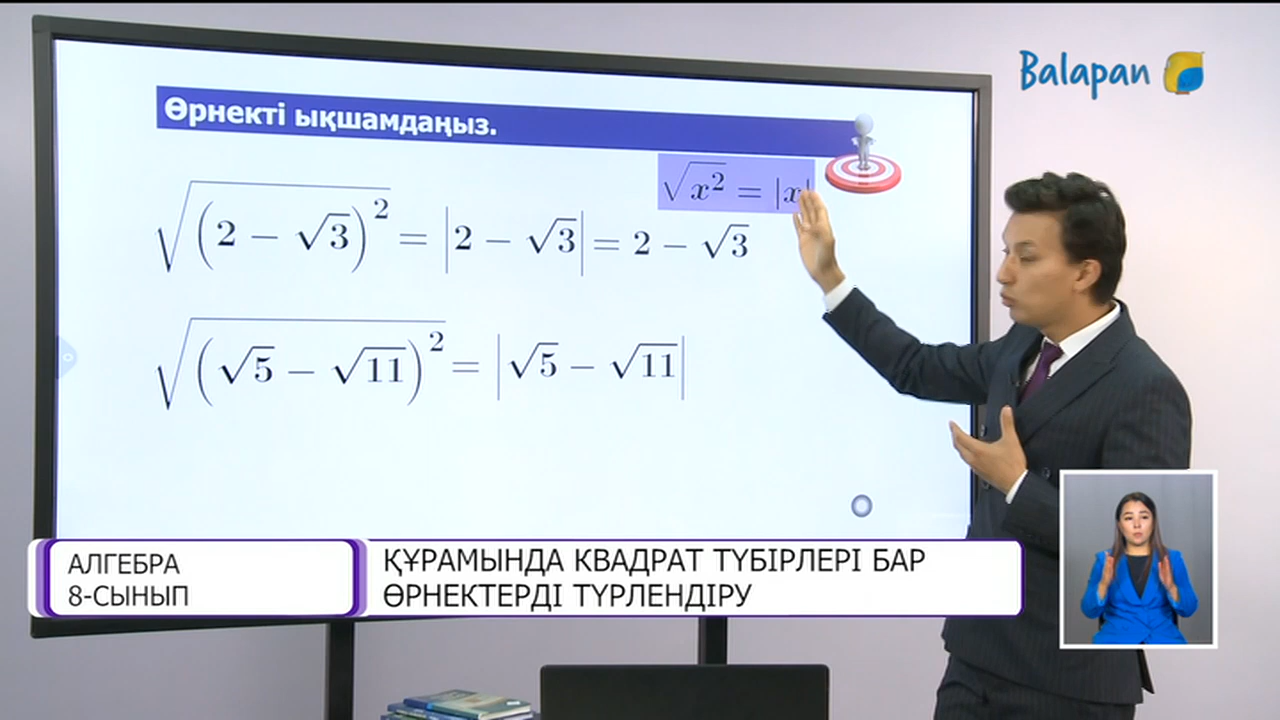 Balapan
Өрнекті ықшамдаңыз.
√x² = |x|
√(2 − √3)² = |2 − √3| = 2 − √3
√(√5 − √11)² = |√5 − √11|
АЛГЕБРА
8-СЫНЫП
ҚҰРАМЫНДА КВАДРАТ ТҮБІРЛЕРІ БАР
ӨРНЕКТЕРДІ ТҮРЛЕНДІРУ